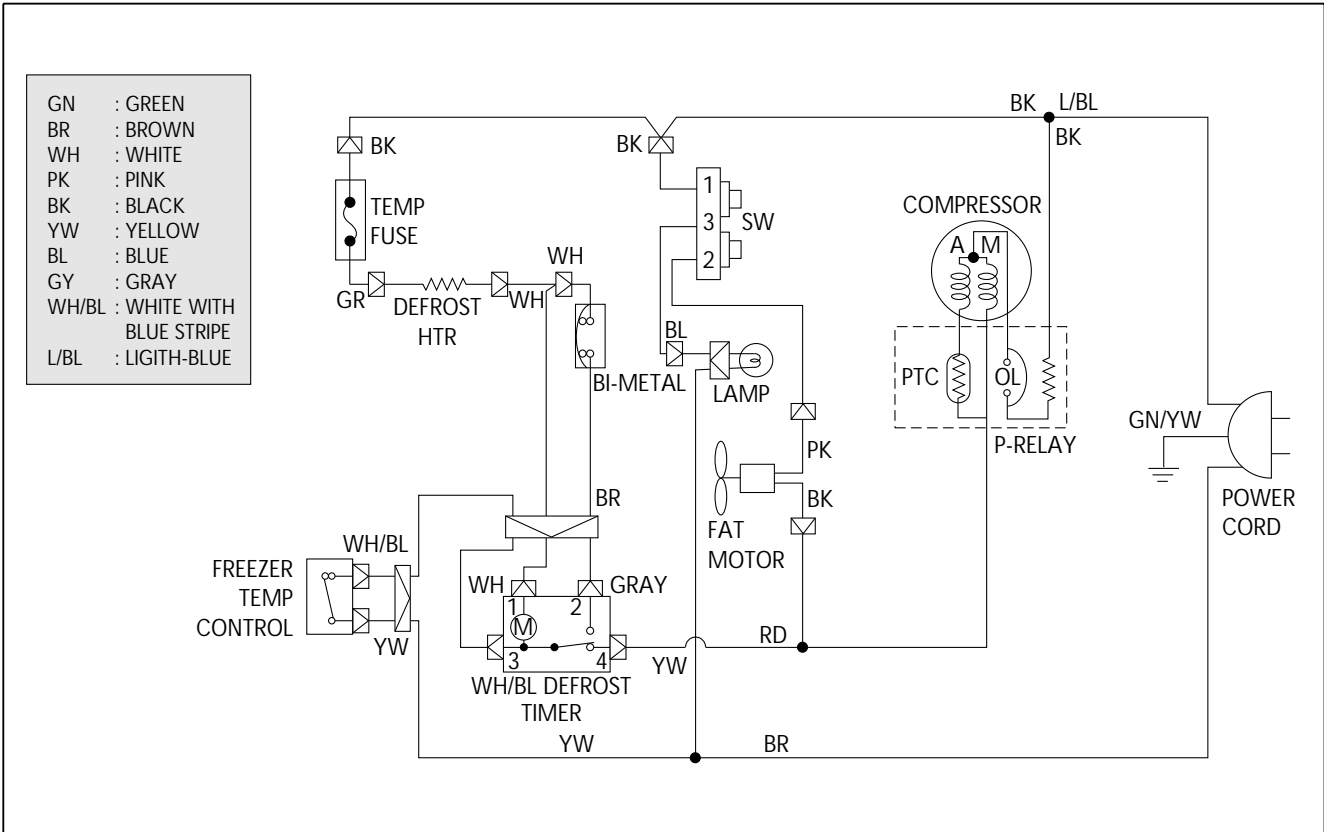 GN : GREEN
BR : BROWN
WH : WHITE
PK : PINK
BK : BLACK
YW : YELLOW
BL : BLUE
GY : GRAY
WH/BL : WHITE WITH
BLUE STRIPE
L/BL : LIGITH-BLUE
BK L/BL
BK
BK
BK
TEMP
FUSE
1
3
2
SW
COMPRESSOR
A M
WH
GR
DEFROST
HTR
WH
BI-METAL
BL
LAMP
PTC
OL
P-RELAY
GN/YW
POWER
CORD
PK
BK
FAT
MOTOR
BR
WH/BL
FREEZER
TEMP
CONTROL
YW
WH
GRAY
1 2
M
3 4
WH/BL DEFROST
TIMER
YW
RD
YW
BR